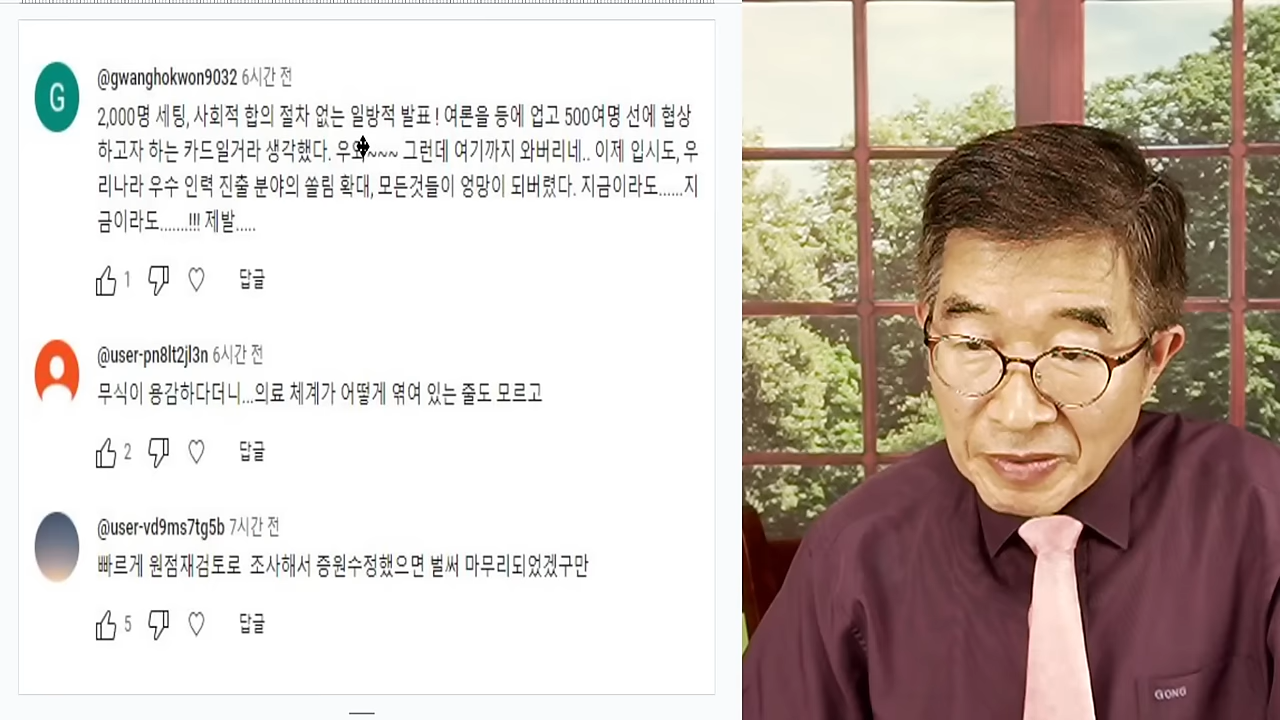 @gwanghokwon9032 6시간 전
2,000명 세팅, 사회적 합의 절차 없는 일방적 발표 ! 여론을 등에 업고 500여명 선에 협상
하고자 하는 카드일거라 생각했다. 우와~~~ 그런데 여기까지 와버리네.. 이제 입시도, 우
리나라 우수 인력 진출 분야의 쏠림 확대, 모든것들이 엉망이 되버렸다. 지금이라도......지
금이라도.......!!! 제발.....
1 답글
@user-pn8lt2jl3n 6시간 전
무식이 용감하다더니...의료 체계가 어떻게 엮여 있는 줄도 모르고
2 답글
@user-vd9ms7tg5b 7시간 전
빠르게 원점재검토로 조사해서 증원수정했으면 벌써 마무리되었겠구만
5 답글
G
GONG